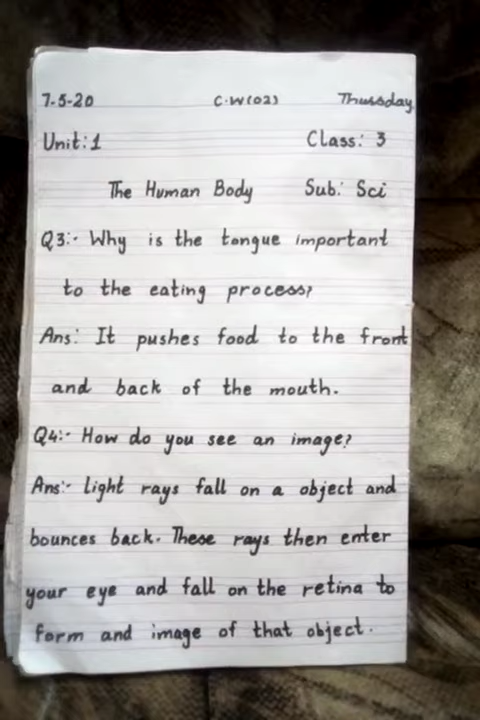 7-5-20 C.W(02) Thursday
Unit:1 Class: 3
The Human Body Sub: Sci
Q3:- Why is the tongue important
to the eating process?
Ans: It pushes food to the front
and back of the mouth.
Q4:- How do you see an image?
Ans:- light rays fall on a object and
bounces back. These rays then enter
your eye and fall on the retina to
form and image of that object.